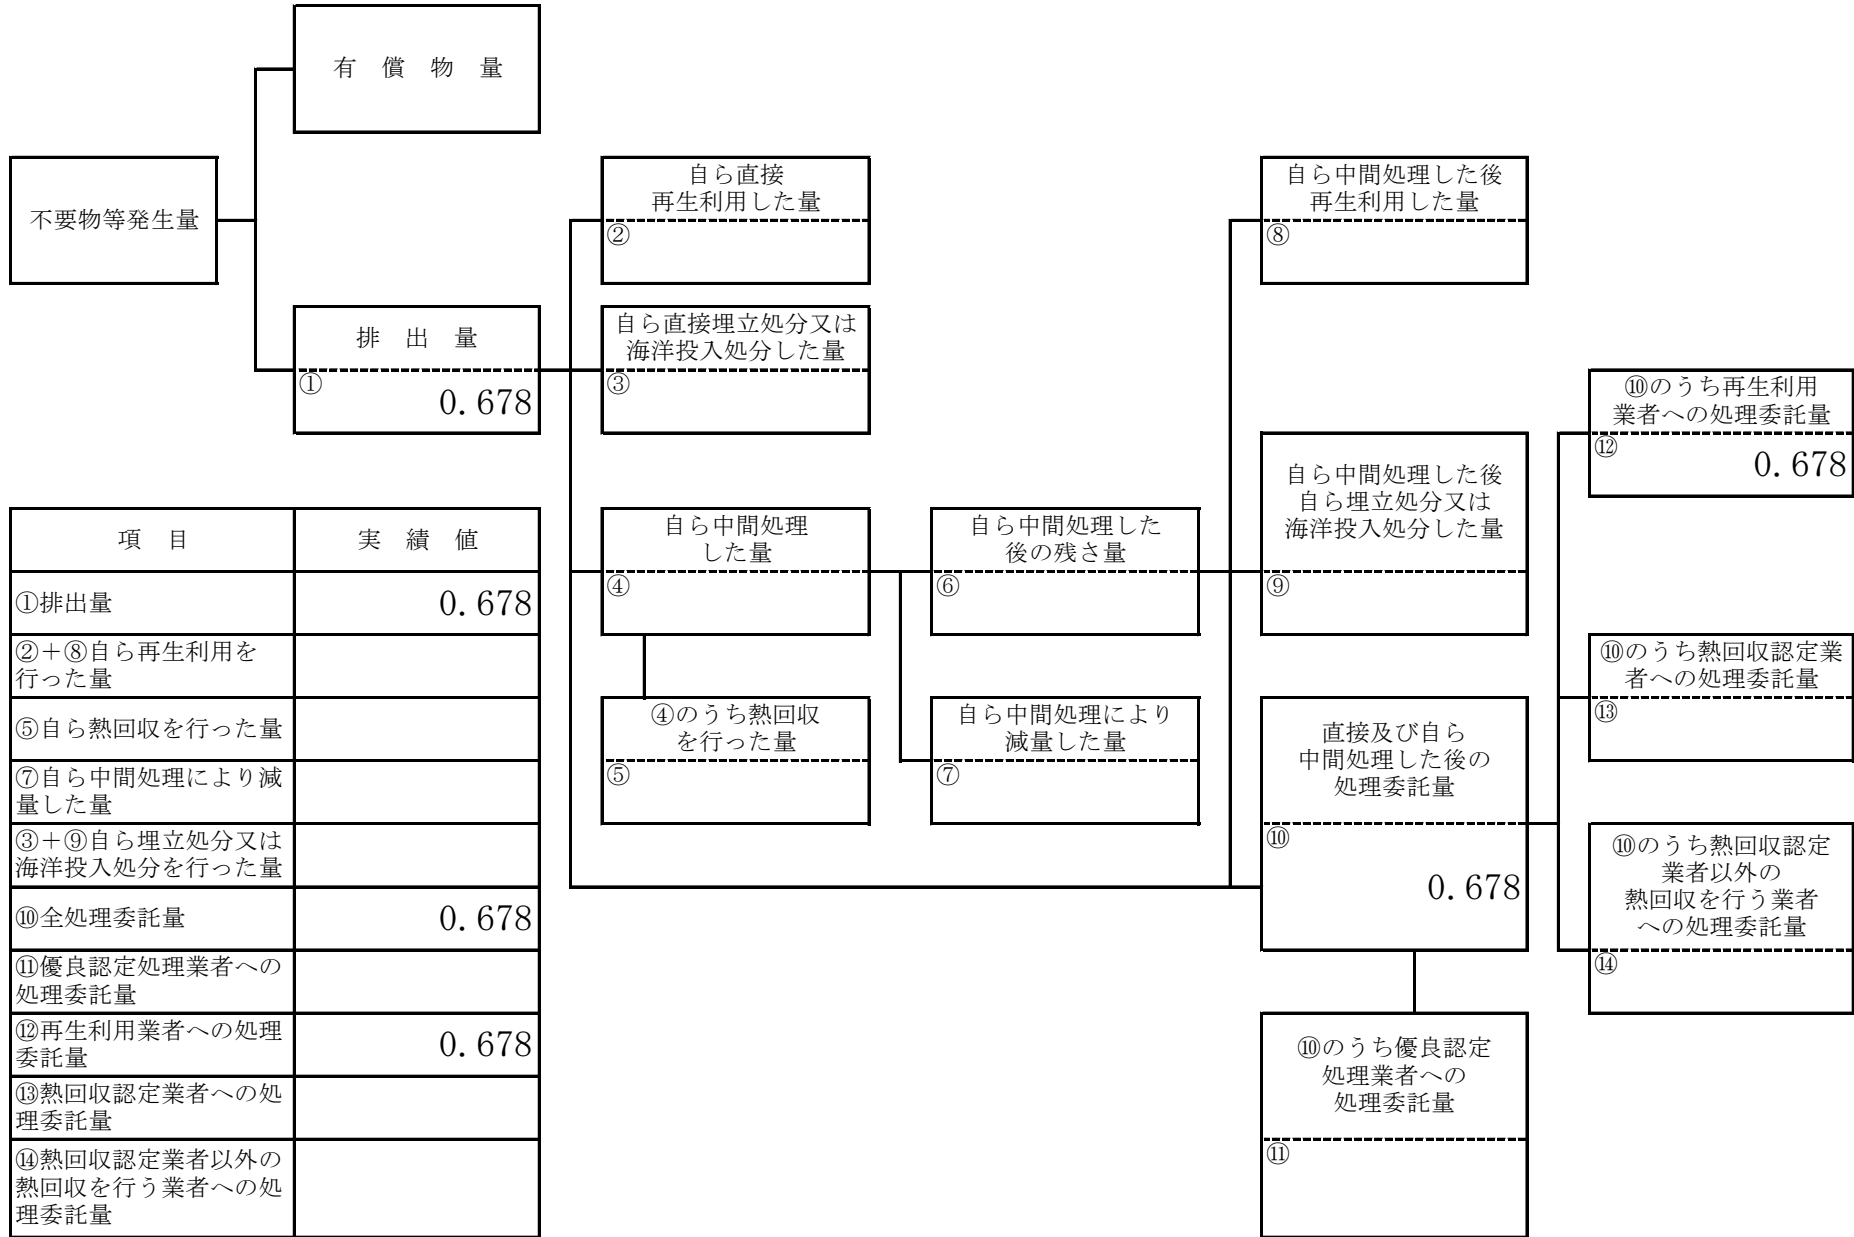 有　償　物　量
不要物等発生量
排　出　量
①
0.678
自ら直接
再生利用した量
②
自ら直接埋立処分又は
海洋投入処分した量
③
自ら中間処理
した量
④
④のうち熱回収
を行った量
⑤
自ら中間処理した
後の残さ量
⑥
自ら中間処理により
減量した量
⑦
自ら中間処理した後
再生利用した量
⑧
自ら中間処理した後
自ら埋立処分又は
海洋投入処分した量
⑨
直接及び自ら
中間処理した後の
処理委託量
⑩
0.678
⑩のうち優良認定
処理業者への
処理委託量
⑪
⑩のうち再生利用
業者への処理委託量
⑫
0.678
⑩のうち熱回収認定業
者への処理委託量
⑬
⑩のうち熱回収認定
業者以外の
熱回収を行う業者
への処理委託量
⑭
項　目
実　績　値
①排出量
0.678
②＋⑧自ら再生利用を
行った量
⑤自ら熱回収を行った量
⑦自ら中間処理により減
量した量
③＋⑨自ら埋立処分又は
海洋投入処分を行った量
⑩全処理委託量
0.678
⑪優良認定処理業者への
処理委託量
⑫再生利用業者への処理
委託量
0.678
⑬熱回収認定業者への処
理委託量
⑭熱回収認定業者以外の
熱回収を行う業者への処
理委託量